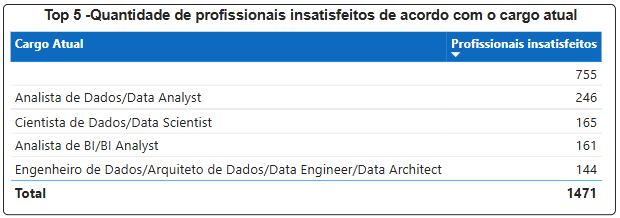 Top 5 -Quantidade de profissionais insatisfeitos de acordo com o cargo atual
Cargo Atual Profissionais insatisfeitos
755
Analista de Dados/Data Analyst 246
Cientista de Dados/Data Scientist 165
Analista de BI/BI Analyst 161
Engenheiro de Dados/Arquiteto de Dados/Data Engineer/Data Architect 144
Total 1471